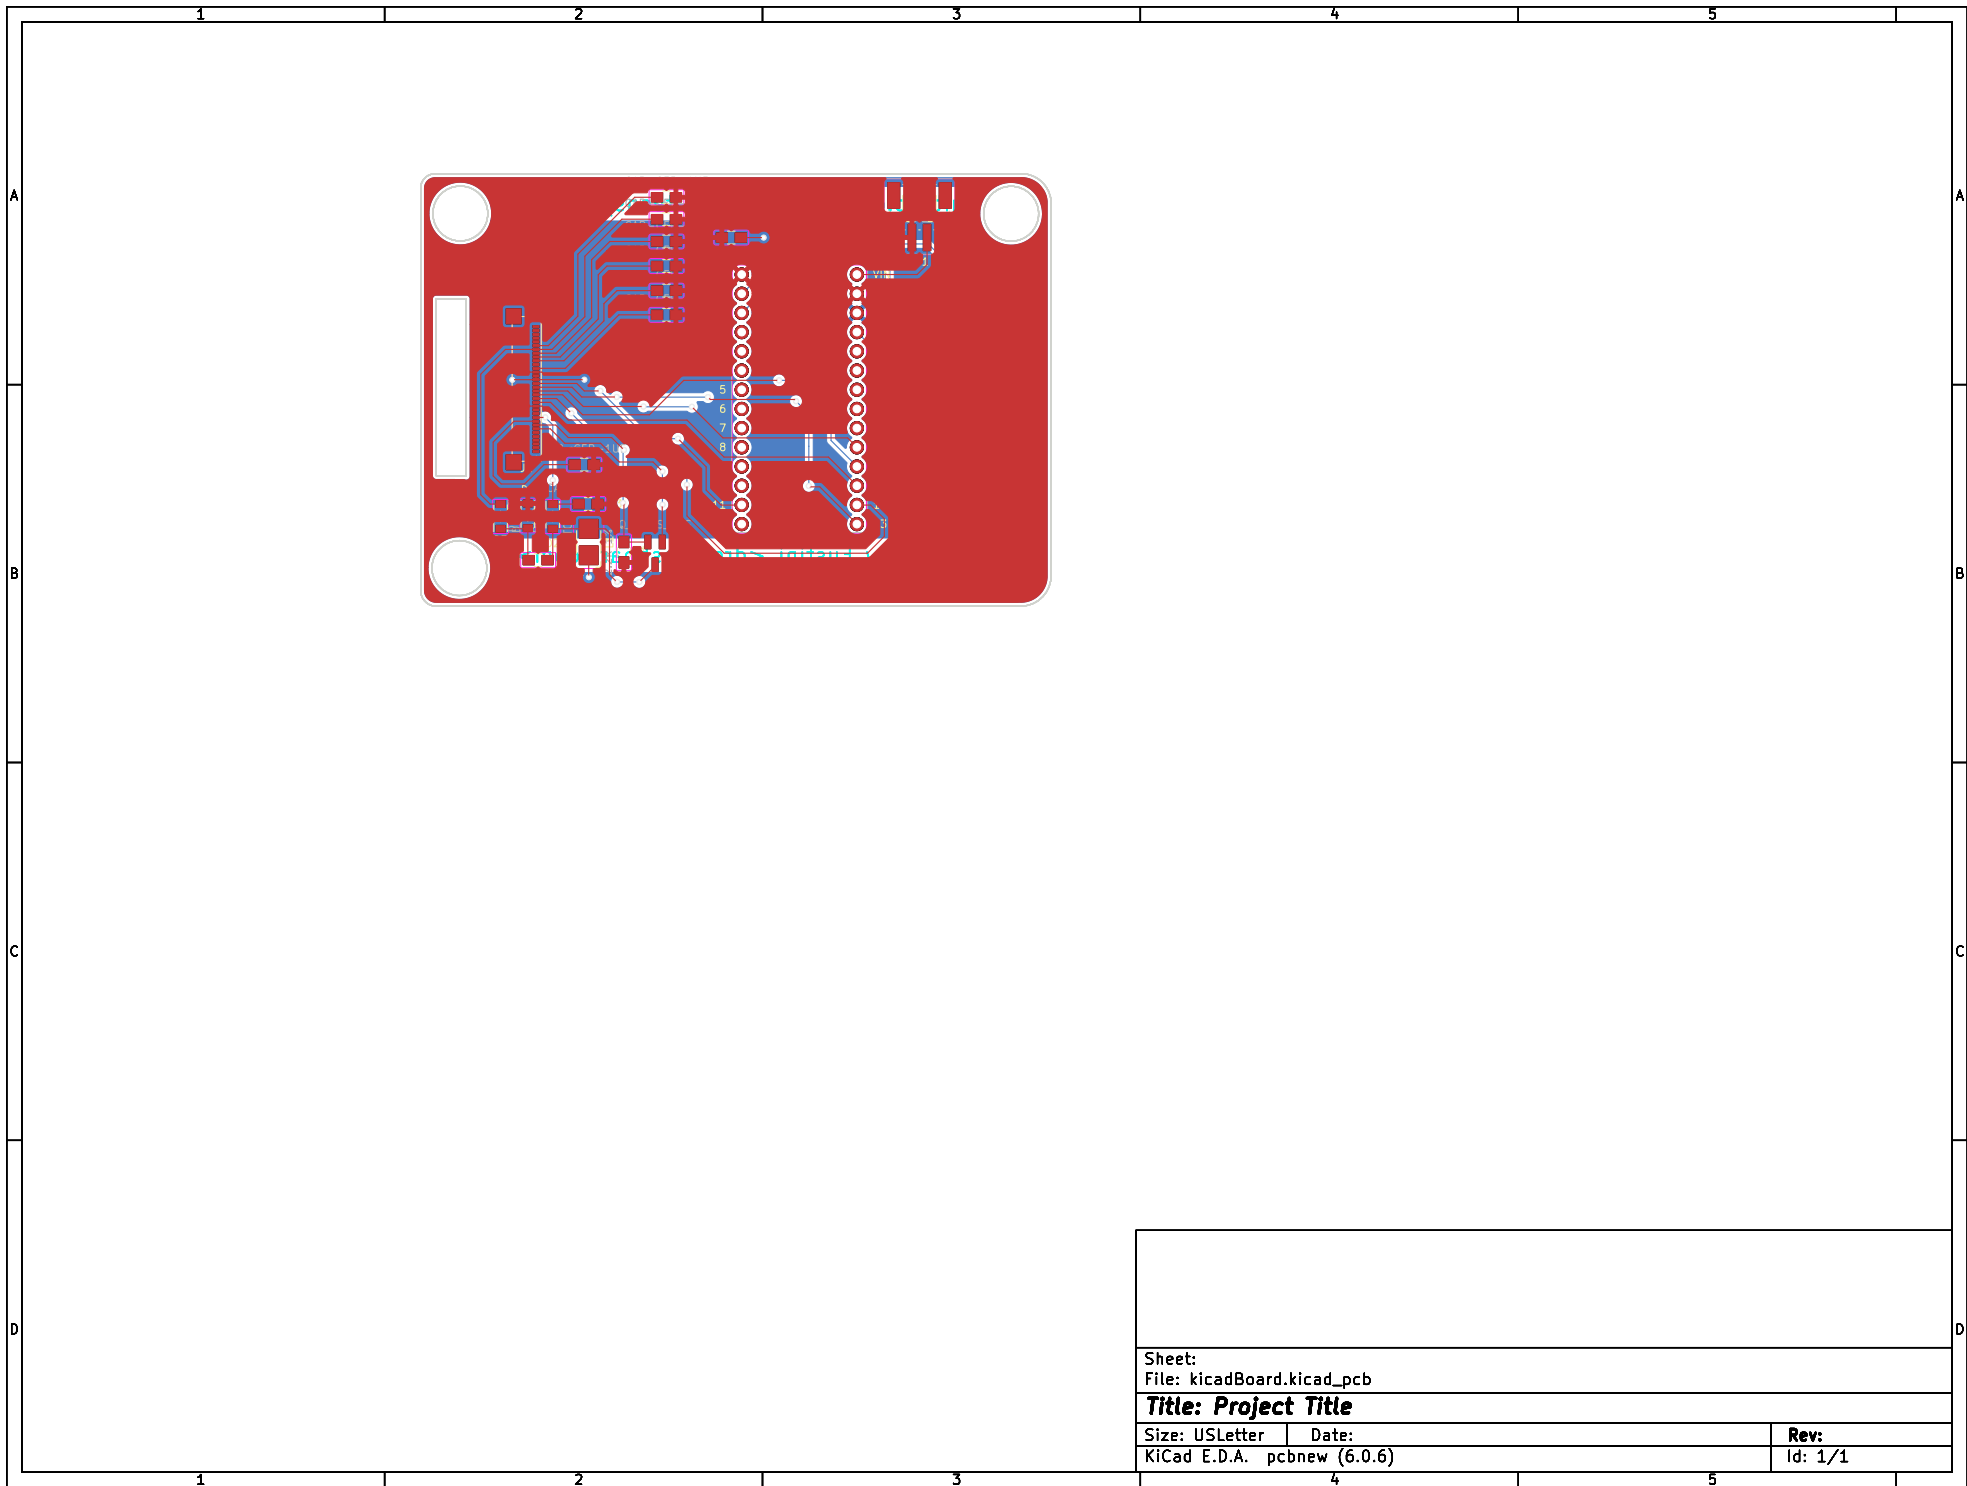 1 2 3 4 5
A A
5
6
7
8
B B
C C
D D
Sheet:
File: kicadBoard.kicad_pcb
Title: Project Title
Size: USLetter Date: Rev:
KiCad E.D.A. pcbnew (6.0.6) Id: 1/1
1 2 3 4 5